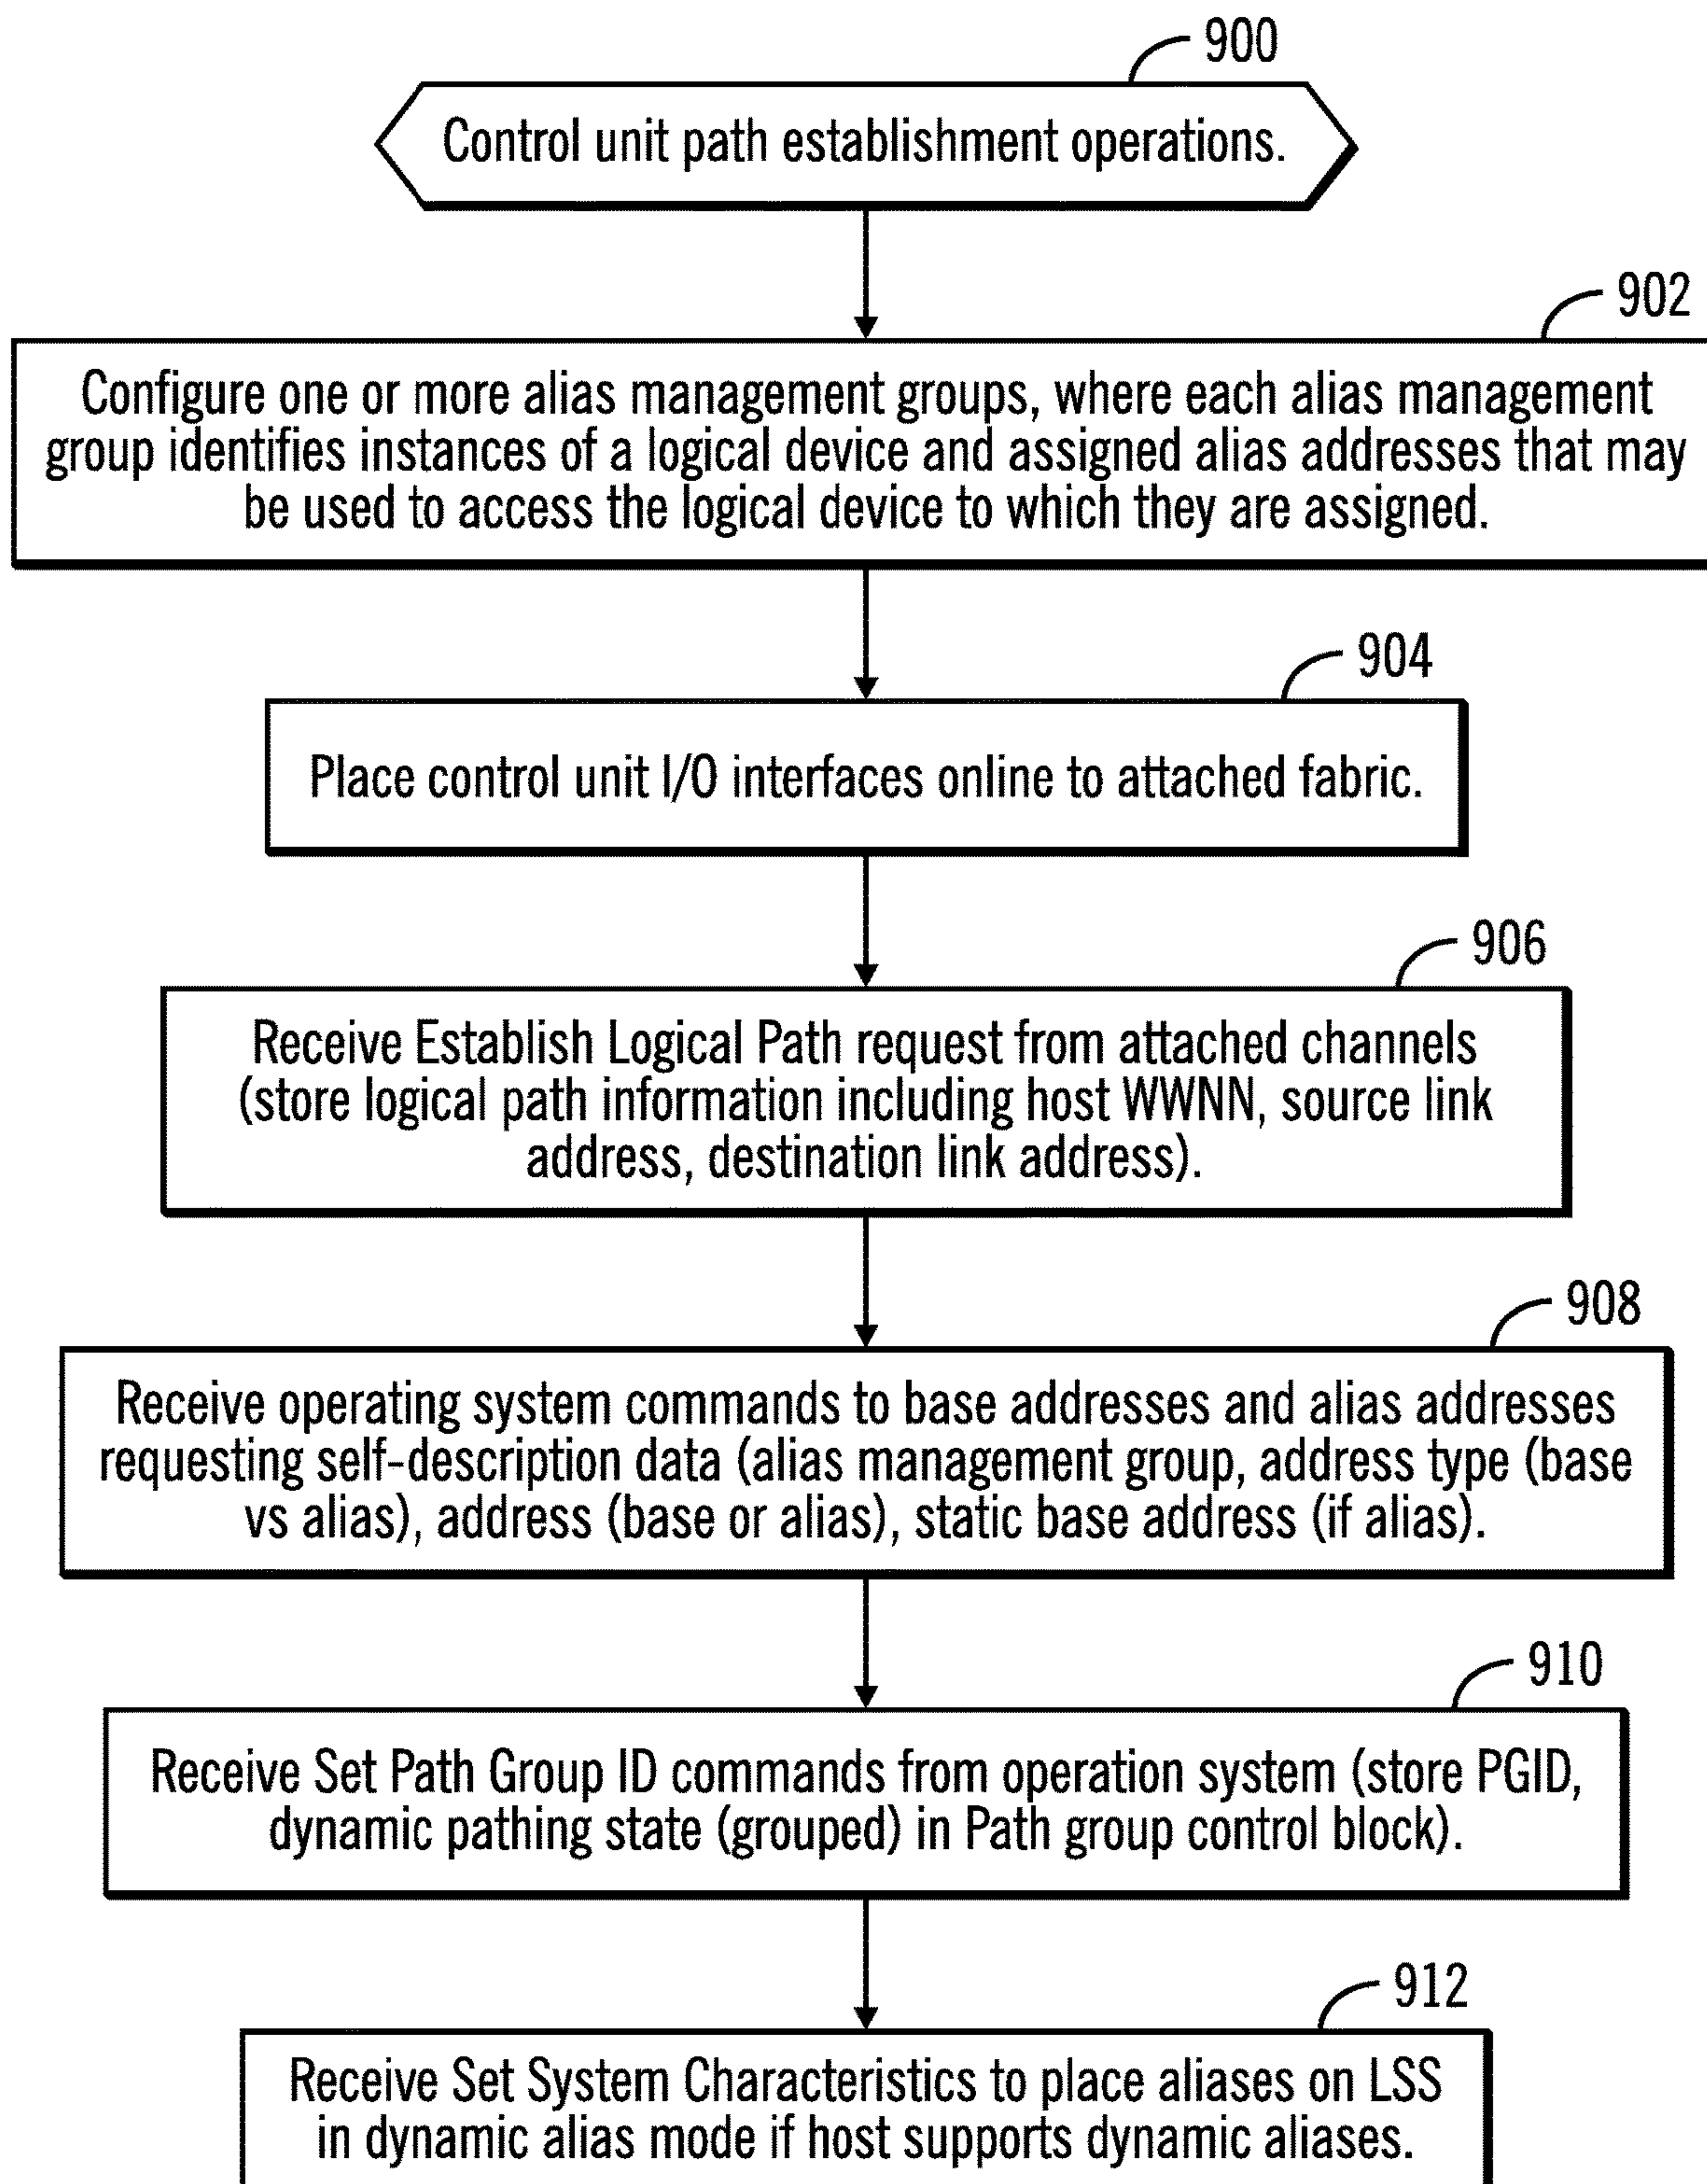 900
Control unit path establishment operations.
902
Configure one or more alias management groups, where each alias management
group identifies instances of a logical device and assigned alias addresses that may
be used to access the logical device to which they are assigned.
904
Place control unit I/O interfaces online to attached fabric.
906
Receive Establish Logical Path request from attached channels
(store logical path information including host WWNN, source link
address, destination link address).
908
Receive operating system commands to base addresses and alias addresses
requesting self-description data (alias management group, address type (base
vs alias), address (base or alias), static base address (if alias).
910
Receive Set Path Group ID commands from operation system (store PGID,
dynamic pathing state (grouped) in Path group control block).
912
Receive Set System Characteristics to place aliases on LSS
in dynamic alias mode if host supports dynamic aliases.